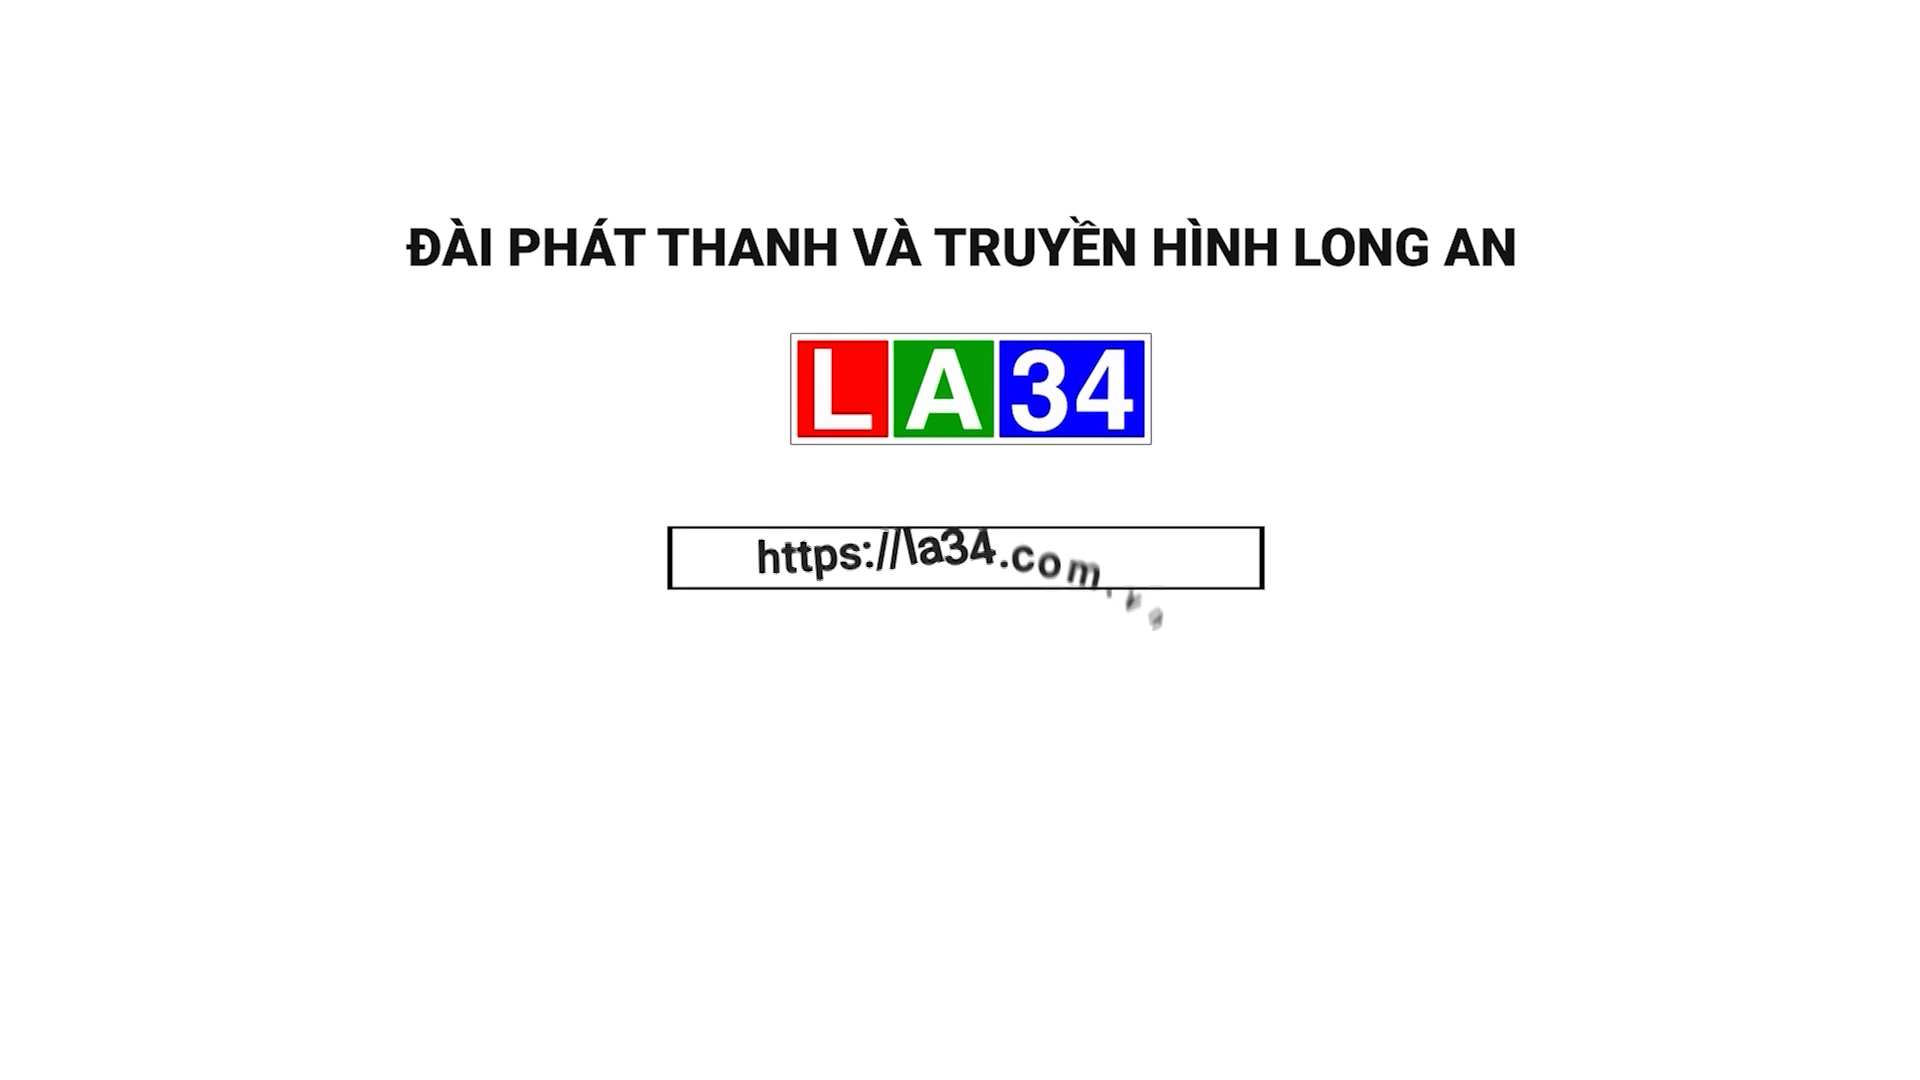 ĐÀI PHÁT THANH VÀ TRUYỀN HÌNH LONG AN
LA34
https://la34.com.